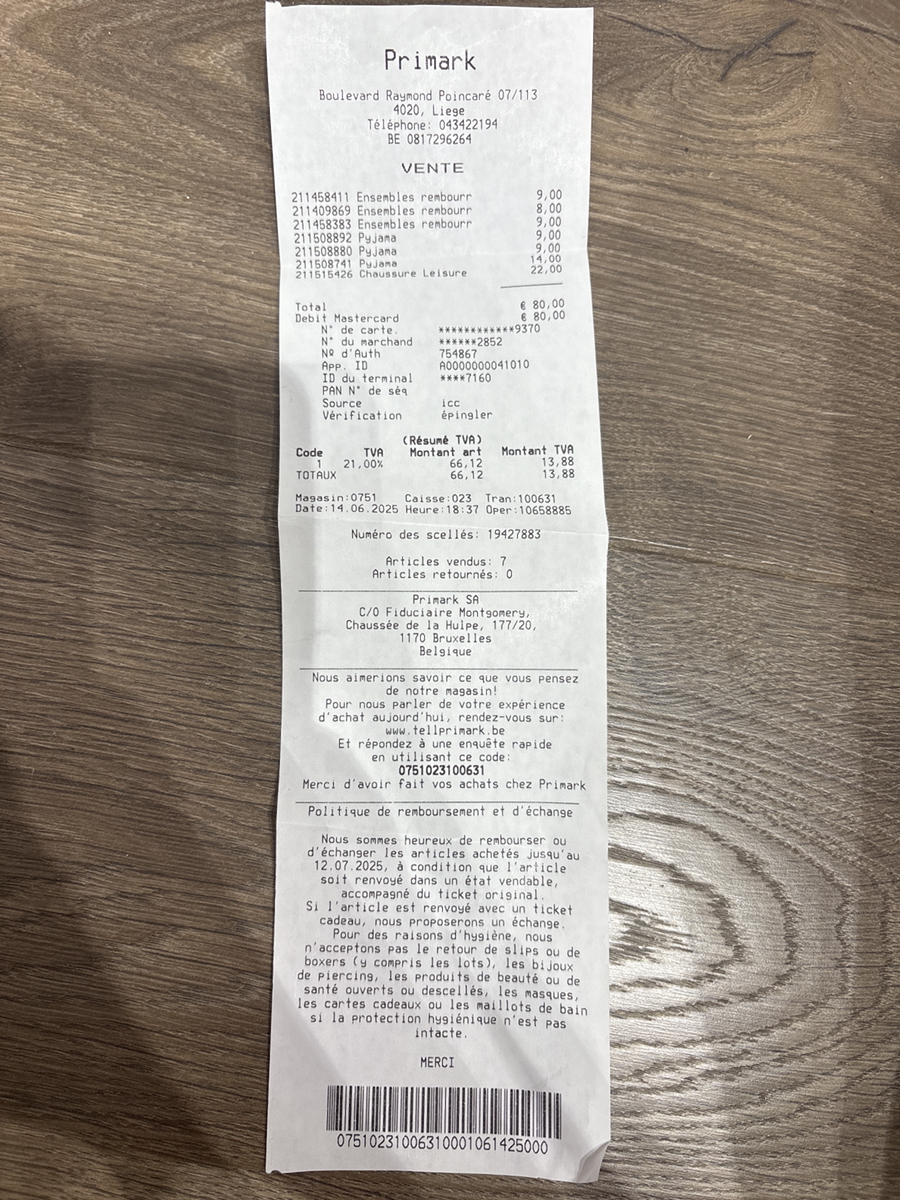 Primark
Boulevard Raymond Poincaré 07/113
4020, Liege
Téléphone: 043422194
BE 0817296264
VENTE
211458411 Ensembles rembourr 9,00
211409869 Ensembles rembourr 8,00
211458383 Ensembles rembourr 9,00
211508892 Pyjama 9,00
211508880 Pyjama 9,00
211508741 Pyjama 14,00
211515426 Chaussure Leisure 22,00
Total € 80,00
Debit Mastercard € 80,00
N° de carte. ************9370
N° du marchand ******2852
Nº d'Auth 754867
App. ID A0000000041010
ID du terminal ****7160
PAN N° de séq
Source icc
Vérification épingler
(Résumé TVA)
Code TVA Montant art Montant TVA
1 21,00% 66,12 13,88
TOTAUX 66,12 13,88
Magasin:0751 Caisse:023 Tran:100631
Date:14.06.2025 Heure:18:37 Oper:10658885
Numéro des scellés: 19427883
Articles vendus: 7
Articles retournés: 0
Primark SA
C/O Fiduciaire Montgomery,
Chaussée de la Hulpe, 177/20,
1170 Bruxelles
Belgique
Nous aimerions savoir ce que vous pensez
de notre magasin!
Pour nous parler de votre expérience
d'achat aujourd'hui, rendez-vous sur:
www.tellprimark.be
Et répondez à une enquête rapide
en utilisant ce code:
0751023100631
Merci d'avoir fait vos achats chez Primark
Politique de remboursement et d'échange
Nous sommes heureux de rembourser ou
d'échanger les articles achetés jusqu'au
12.07.2025, à condition que l'article
soit renvoyé dans un état vendable,
accompagné du ticket original.
Si l'article est renvoyé avec un ticket
cadeau, nous proposerons un échange.
Pour des raisons d'hygiène, nous
n'acceptons pas le retour de slips ou de
boxers (y compris les lots), les bijoux
de piercing, les produits de beauté ou de
santé ouverts ou descellés, les masques,
les cartes cadeaux ou les maillots de bain
si la protection hygiénique n'est pas
intacte.
MERCI
07510231006310001061425000